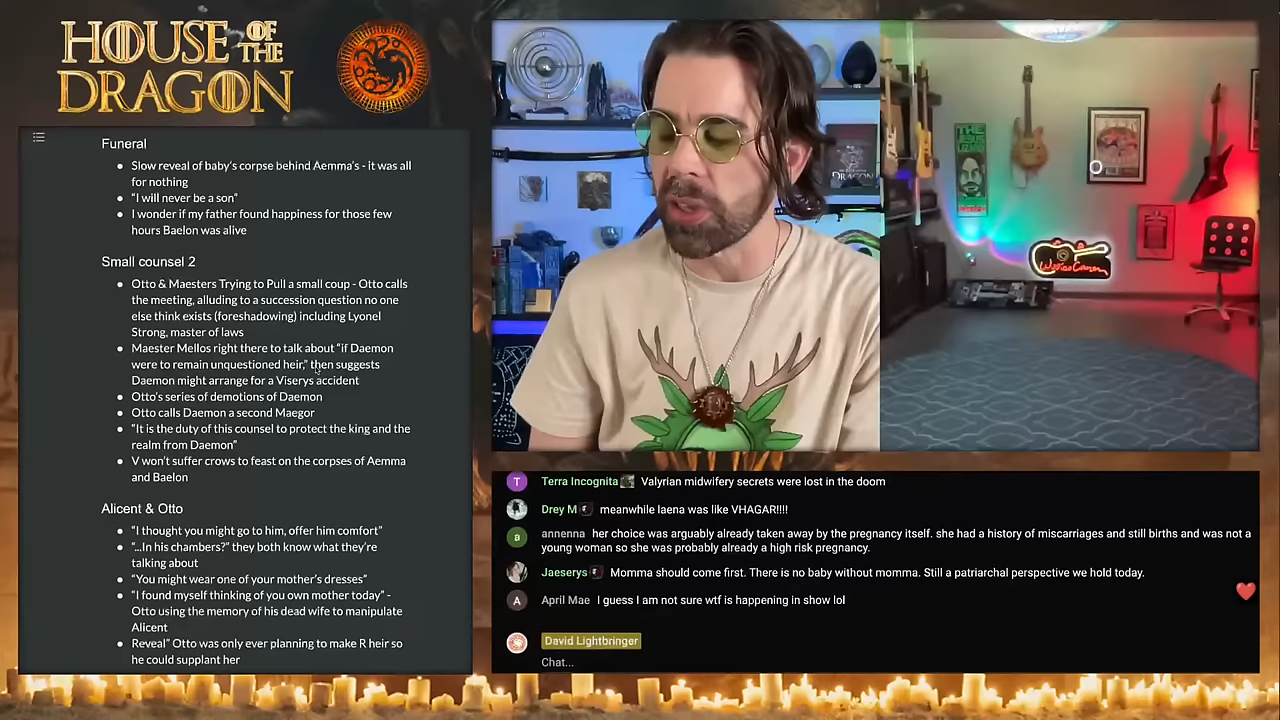 HOUSE OF THE DRAGON
Funeral
Slow reveal of baby's corpse behind Aemma's - it was all
for nothing
"I will never be a son"
I wonder if my father found happiness for those few
hours Baelon was alive
Small counsel 2
Otto & Maesters Trying to Pull a small coup - Otto calls
the meeting, alluding to a succession question no one
else think exists (foreshadowing) including Lyonel
Strong, master of laws
Maester Mellos right there to talk about "if Daemon
were to remain unquestioned heir," then suggests
Daemon might arrange for a Viserys accident
Otto's series of demotions of Daemon
Otto calls Daemon a second Maegor
"It is the duty of this counsel to protect the king and the
realm from Daemon"
V won't suffer crows to feast on the corpses of Aemma
and Baelon
Alicent & Otto
"I thought you might go to him, offer him comfort"
"...In his chambers?" they both know what they're
talking about
"You might wear one of your mother's dresses"
"I found myself thinking of you own mother today" -
Otto using the memory of his dead wife to manipulate
Alicent
Reveal" Otto was only ever planning to make R heir so
he could supplant her
DRAGON
T
Terra Incognita Valyrian midwifery secrets were lost in the doom
Drey M meanwhile laena was like VHAGAR!!!!
a
annenna her choice was arguably already taken away by the pregnancy itself. she had a history of miscarriages and still births and was not a
young woman so she was probably already a high risk pregnancy.
Jaeserys Momma should come first. There is no baby without momma. Still a patriarchal perspective we hold today.
A
April Mae I guess I am not sure wtf is happening in show lol
David Lightbringer
Chat...